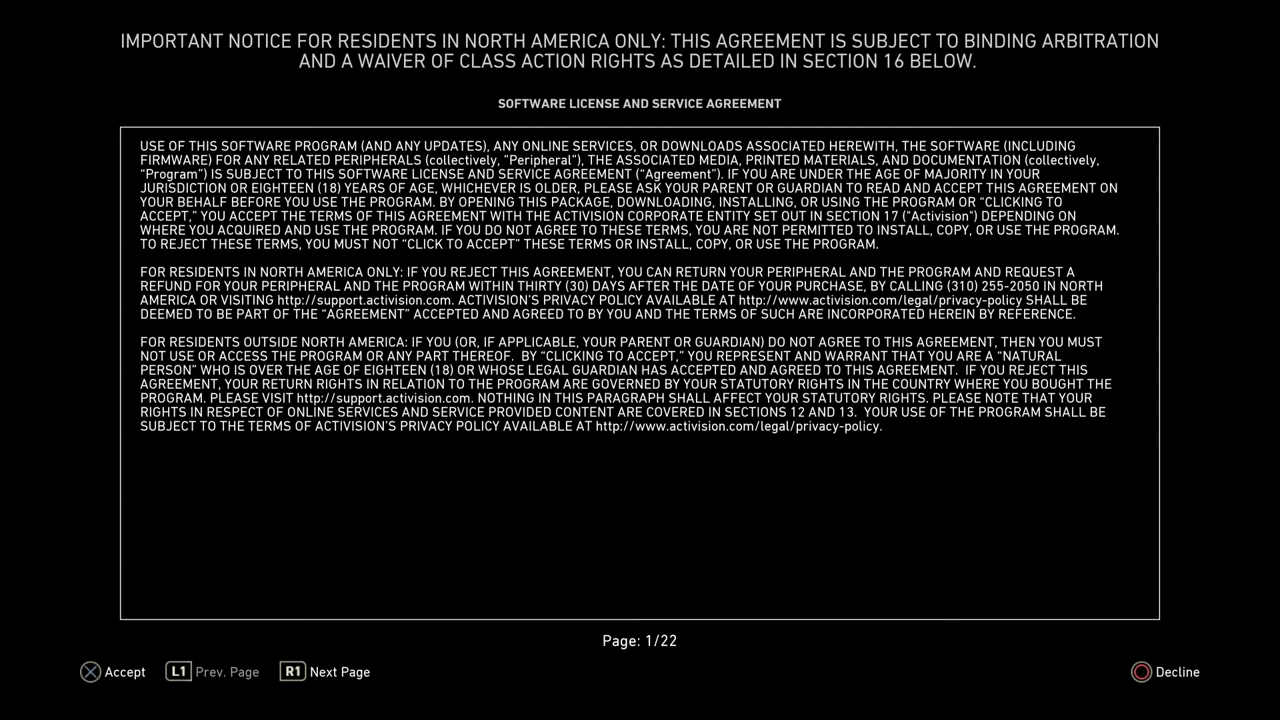 IMPORTANT NOTICE FOR RESIDENTS IN NORTH AMERICA ONLY: THIS AGREEMENT IS SUBJECT TO BINDING ARBITRATION
AND A WAIVER OF CLASS ACTION RIGHTS AS DETAILED IN SECTION 16 BELOW.
SOFTWARE LICENSE AND SERVICE AGREEMENT
USE OF THIS SOFTWARE PROGRAM (AND ANY UPDATES), ANY ONLINE SERVICES, OR DOWNLOADS ASSOCIATED HEREWITH, THE SOFTWARE (INCLUDING
FIRMWARE) FOR ANY RELATED PERIPHERALS (collectively, "Peripheral"), THE ASSOCIATED MEDIA, PRINTED MATERIALS, AND DOCUMENTATION (collectively,
"Program") IS SUBJECT TO THIS SOFTWARE LICENSE AND SERVICE AGREEMENT ("Agreement"). IF YOU ARE UNDER THE AGE OF MAJORITY IN YOUR
JURISDICTION OR EIGHTEEN (18) YEARS OF AGE, WHICHEVER IS OLDER, PLEASE ASK YOUR PARENT OR GUARDIAN TO READ AND ACCEPT THIS AGREEMENT ON
YOUR BEHALF BEFORE YOU USE THE PROGRAM. BY OPENING THIS PACKAGE, DOWNLOADING, INSTALLING, OR USING THE PROGRAM OR "CLICKING TO
ACCEPT," YOU ACCEPT THE TERMS OF THIS AGREEMENT WITH THE ACTIVISION CORPORATE ENTITY SET OUT IN SECTION 17 ("Activision") DEPENDING ON
WHERE YOU ACQUIRED AND USE THE PROGRAM. IF YOU DO NOT AGREE TO THESE TERMS, YOU ARE NOT PERMITTED TO INSTALL, COPY, OR USE THE PROGRAM.
TO REJECT THESE TERMS, YOU MUST NOT "CLICK TO ACCEPT" THESE TERMS OR INSTALL, COPY, OR USE THE PROGRAM.
FOR RESIDENTS IN NORTH AMERICA ONLY: IF YOU REJECT THIS AGREEMENT, YOU CAN RETURN YOUR PERIPHERAL AND THE PROGRAM AND REQUEST A
REFUND FOR YOUR PERIPHERAL AND THE PROGRAM WITHIN THIRTY (30) DAYS AFTER THE DATE OF YOUR PURCHASE, BY CALLING (310) 255-2050 IN NORTH
AMERICA OR VISITING http://support.activision.com. ACTIVISION'S PRIVACY POLICY AVAILABLE AT http://www.activision.com/legal/privacy-policy SHALL BE
DEEMED TO BE PART OF THE "AGREEMENT" ACCEPTED AND AGREED TO BY YOU AND THE TERMS OF SUCH ARE INCORPORATED HEREIN BY REFERENCE.
FOR RESIDENTS OUTSIDE NORTH AMERICA: IF YOU (OR, IF APPLICABLE, YOUR PARENT OR GUARDIAN) DO NOT AGREE TO THIS AGREEMENT, THEN YOU MUST
NOT USE OR ACCESS THE PROGRAM OR ANY PART THEREOF. BY "CLICKING TO ACCEPT," YOU REPRESENT AND WARRANT THAT YOU ARE A "NATURAL
PERSON" WHO IS OVER THE AGE OF EIGHTEEN (18) OR WHOSE LEGAL GUARDIAN HAS ACCEPTED AND AGREED TO THIS AGREEMENT. IF YOU REJECT THIS
AGREEMENT, YOUR RETURN RIGHTS IN RELATION TO THE PROGRAM ARE GOVERNED BY YOUR STATUTORY RIGHTS IN THE COUNTRY WHERE YOU BOUGHT THE
PROGRAM. PLEASE VISIT http://support.activision.com. NOTHING IN THIS PARAGRAPH SHALL AFFECT YOUR STATUTORY RIGHTS. PLEASE NOTE THAT YOUR
RIGHTS IN RESPECT OF ONLINE SERVICES AND SERVICE PROVIDED CONTENT ARE COVERED IN SECTIONS 12 AND 13. YOUR USE OF THE PROGRAM SHALL BE
SUBJECT TO THE TERMS OF ACTIVISION'S PRIVACY POLICY AVAILABLE AT http://www.activision.com/legal/privacy-policy.
Page: 1/22
Accept L1 Prev. Page R1 Next Page Decline